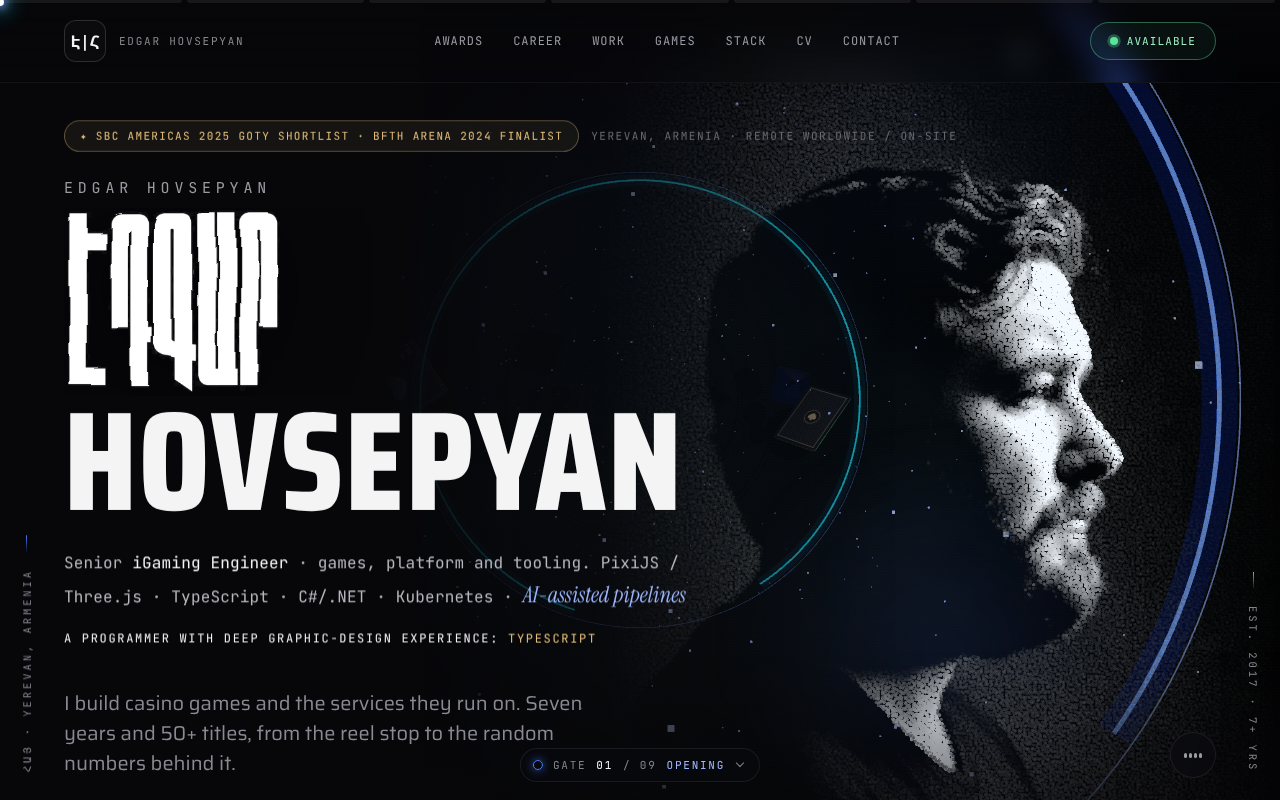 Է|Հ EDGAR HOVSEPYAN AWARDS CAREER WORK GAMES STACK CV CONTACT AVAILABLE
✦ SBC AMERICAS 2025 GOTY SHORTLIST · BFTH ARENA 2024 FINALIST YEREVAN, ARMENIA · REMOTE WORLDWIDE / ON-SITE
EDGAR HOVSEPYAN
Էդգար
HOVSEPYAN
Senior iGaming Engineer · games, platform and tooling. PixiJS /
Three.js · TypeScript · C#/.NET · Kubernetes · AI-assisted pipelines
A PROGRAMMER WITH DEEP GRAPHIC-DESIGN EXPERIENCE: TYPESCRIPT
I build casino games and the services they run on. Seven
years and 50+ titles, from the reel stop to the random
numbers behind it.
GATE 01 / 09 OPENING
ՀԱՅ · YEREVAN, ARMENIA
EST. 2017 · 7+ YRS